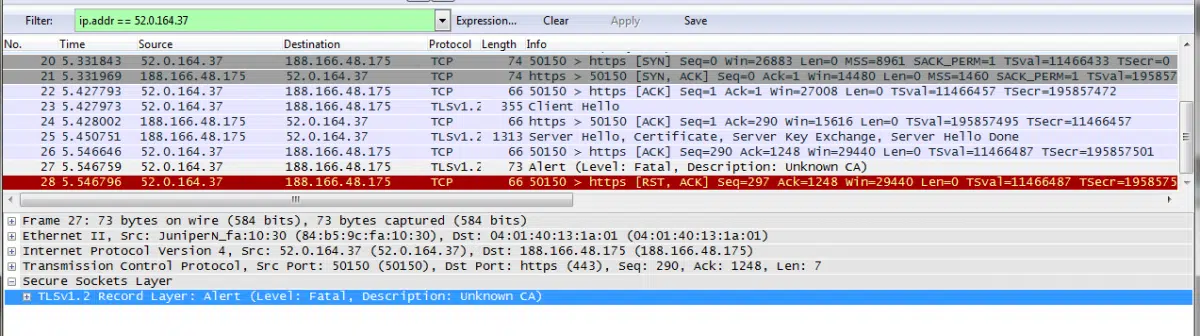 Filter: ip.addr == 52.0.164.37 Expression... Clear Apply Save
No. Time Source Destination Protocol Length Info
20 5.331843 52.0.164.37 188.166.48.175 TCP 74 50150 > https [SYN] Seq=0 Win=26883 Len=0 MSS=8961 SACK_PERM=1 TSval=11466433 TSecr=0
21 5.331969 188.166.48.175 52.0.164.37 TCP 74 https > 50150 [SYN, ACK] Seq=0 Ack=1 Win=14480 Len=0 MSS=1460 SACK_PERM=1 TSval=195857
22 5.427793 52.0.164.37 188.166.48.175 TCP 66 50150 > https [ACK] Seq=1 Ack=1 Win=27008 Len=0 TSval=11466457 TSecr=195857472
23 5.427973 52.0.164.37 188.166.48.175 TLSv1.2 355 Client Hello
24 5.428002 188.166.48.175 52.0.164.37 TCP 66 https > 50150 [ACK] Seq=1 Ack=290 Win=15616 Len=0 TSval=195857495 TSecr=11466457
25 5.450751 188.166.48.175 52.0.164.37 TLSv1.2 1313 Server Hello, Certificate, Server Key Exchange, Server Hello Done
26 5.546646 52.0.164.37 188.166.48.175 TCP 66 50150 > https [ACK] Seq=290 Ack=1248 Win=29440 Len=0 TSval=11466487 TSecr=195857501
27 5.546759 52.0.164.37 188.166.48.175 TLSv1.2 73 Alert (Level: Fatal, Description: Unknown CA)
28 5.546796 52.0.164.37 188.166.48.175 TCP 66 50150 > https [RST, ACK] Seq=297 Ack=1248 Win=29440 Len=0 TSval=11466487 TSecr=1958575
Frame 27: 73 bytes on wire (584 bits), 73 bytes captured (584 bits)
Ethernet II, Src: JuniperN_fa:10:30 (84:b5:9c:fa:10:30), Dst: 04:01:40:13:1a:01 (04:01:40:13:1a:01)
Internet Protocol Version 4, Src: 52.0.164.37 (52.0.164.37), Dst: 188.166.48.175 (188.166.48.175)
Transmission Control Protocol, Src Port: 50150 (50150), Dst Port: https (443), Seq: 290, Ack: 1248, Len: 7
Secure Sockets Layer
TLSv1.2 Record Layer: Alert (Level: Fatal, Description: Unknown CA)